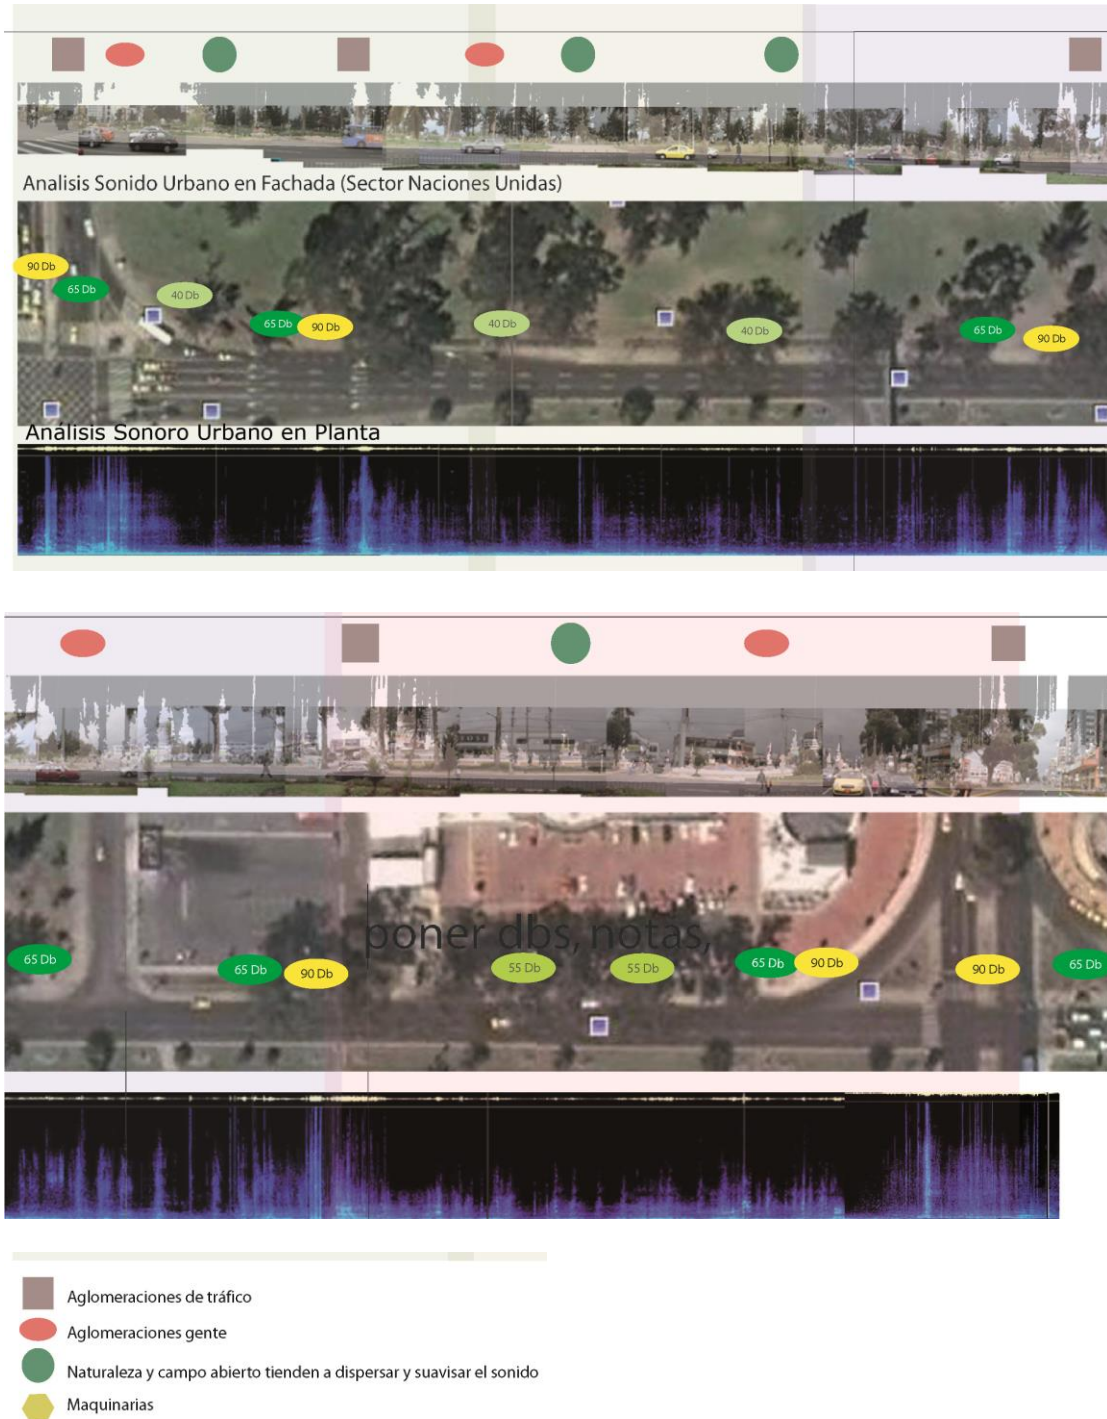 Analisis Sonido Urbano en Fachada (Sector Naciones Unidas)
90 Db
65 Db
40 Db
65 Db
90 Db
40 Db
40 Db
65 Db
90 Db
Análisis Sonoro Urbano en Planta
poner dbs, notas,
65 Db
65 Db
90 Db
55 Db
55 Db
65 Db
90 Db
90 Db
65 Db
Aglomeraciones de tráfico
Aglomeraciones gente
Naturaleza y campo abierto tienden a dispersar y suavisar el sonido
Maquinarias